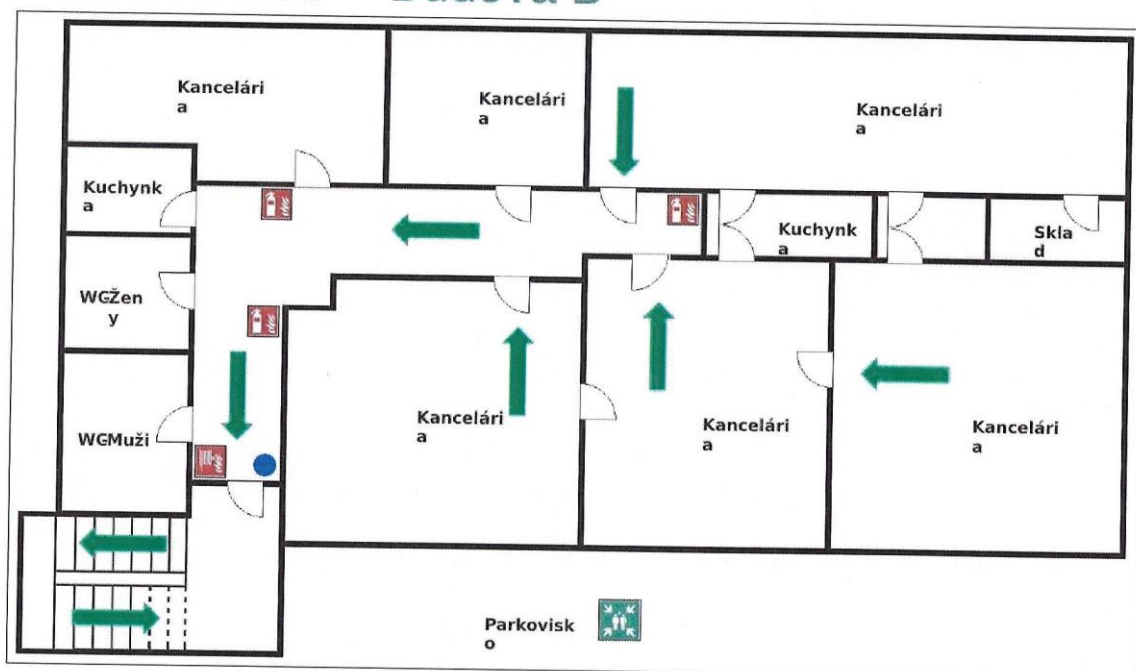 Budova B
Kancelári
a
Kancelári
a
Kancelári
a
Kuchynk
a
Kuchynk
a
Skla
d
WCŽen
y
WCMuži
Kancelári
a
Kancelári
a
Kancelári
a
Parkovisk
o